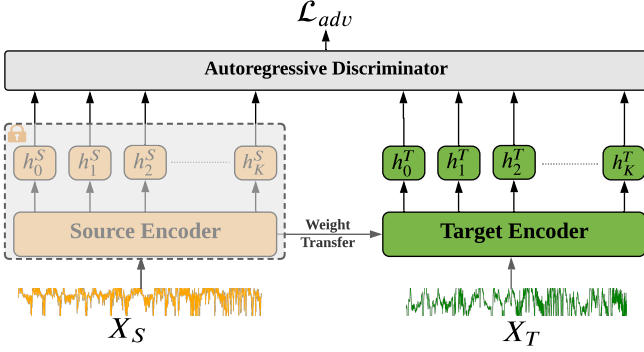 ℒ_adv
Autoregressive Discriminator
h_0^S h_1^S h_2^S h_K^S h_0^T h_1^T h_2^T h_K^T
Source Encoder
Weight
Transfer
Target Encoder
X_S
X_T